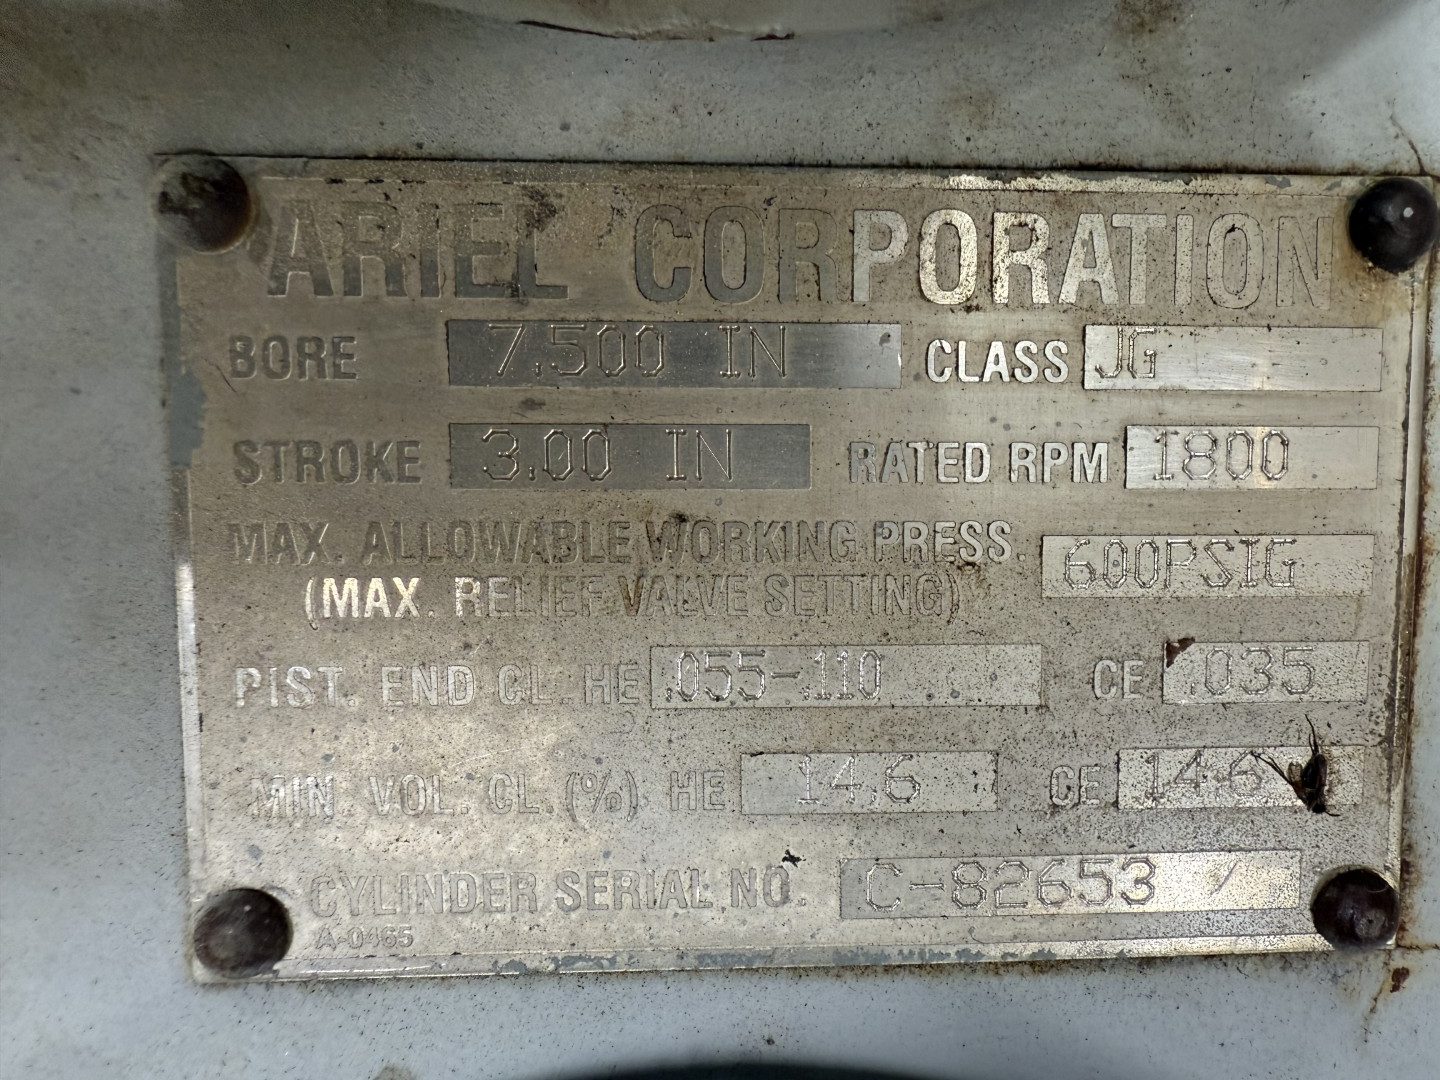 ARIEL CORPORATION
BORE 7.500 IN CLASS JG
STROKE 3.00 IN RATED RPM 1800
MAX. ALLOWABLE WORKING PRESS. 600PSIG
(MAX. RELIEF VALVE SETTING)
PIST. END CL. HE .055-.110 CE .035
MIN. VOL. CL. (%) HE 14.6 CE 14.6
CYLINDER SERIAL NO. C-82653
A-0465